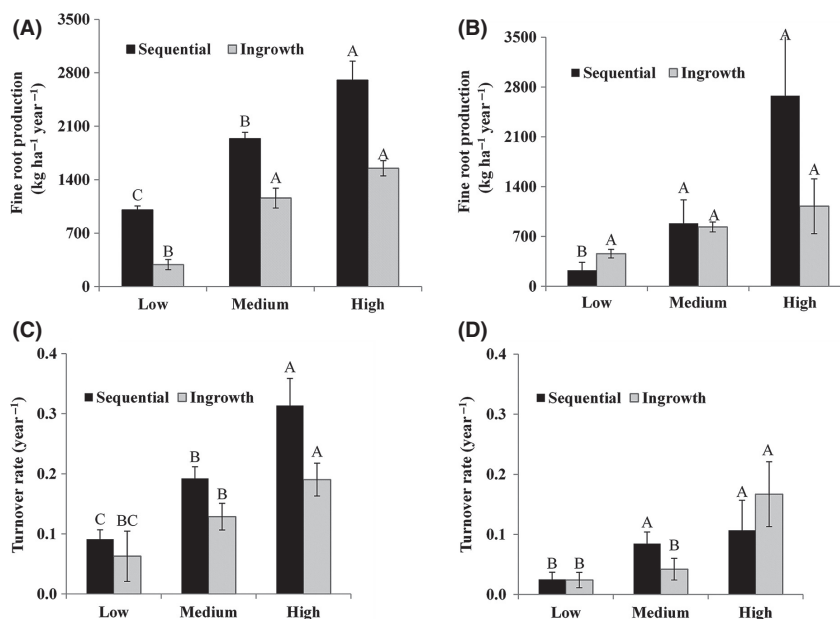 (A)
3500
2800
2100
1400
700
0
Fine root production
(kg ha⁻¹ year⁻¹)
Sequential Ingrowth
C B B A A A
Low Medium High
(B)
3500
2800
2100
1400
700
0
Fine root production
(kg ha⁻¹ year⁻¹)
Sequential Ingrowth
B A A A A A
Low Medium High
(C)
0.4
0.3
0.2
0.1
0.0
Turnover rate (year⁻¹)
Sequential Ingrowth
C BC B B A A
Low Medium High
(D)
0.4
0.3
0.2
0.1
0.0
Turnover rate (year⁻¹)
Sequential Ingrowth
B B A B A A
Low Medium High